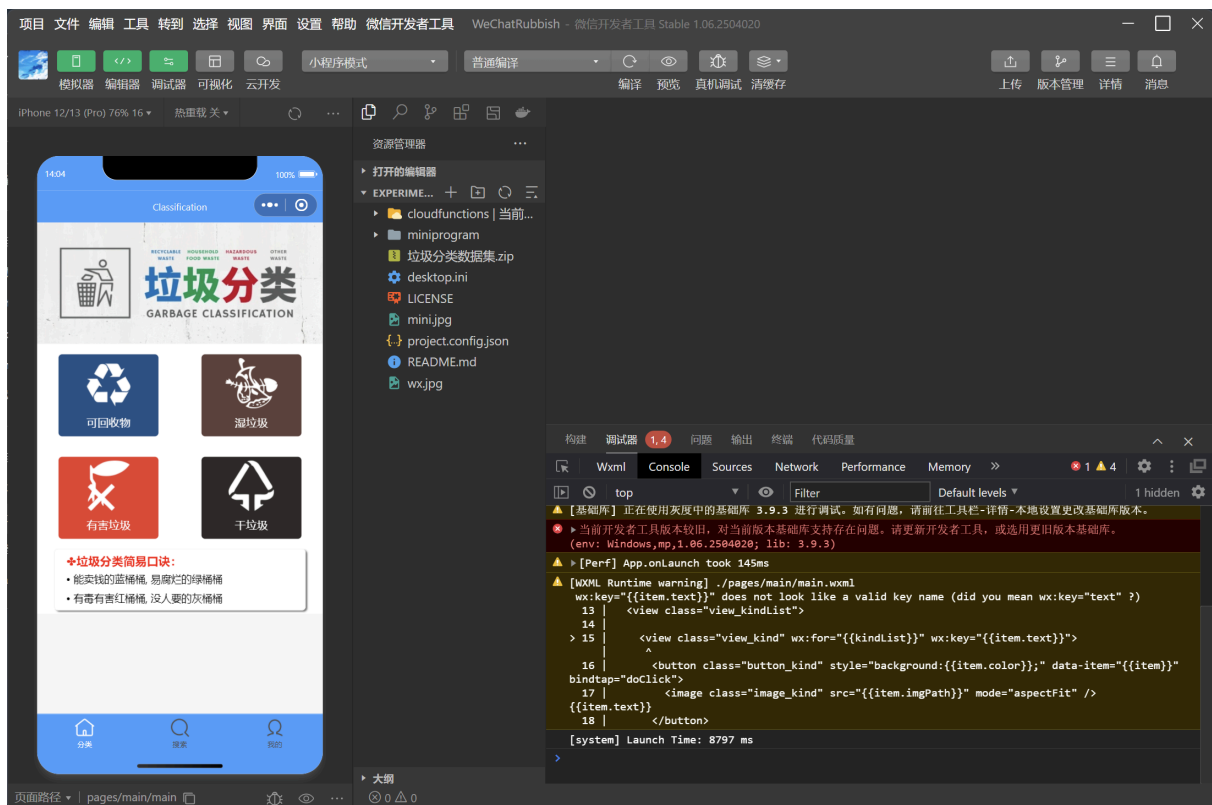 项目 文件 编辑 工具 转到 选择 视图 界面 设置 帮助 微信开发者工具 WeChatRubbish - 微信开发者工具 Stable 1.06.2504020
小程序模式 普通编译
模拟器 编辑器 调试器 可视化 云开发 编译 预览 真机调试 清缓存 上传 版本管理 详情 消息
iPhone 12/13 (Pro) 76% 16 热重载 关
14:04 100%
Classification
RECYCLABLE WASTE HOUSEHOLD FOOD WASTE HAZARDOUS WASTE OTHER WASTE
垃圾分类
GARBAGE CLASSIFICATION
可回收物 湿垃圾
有害垃圾 干垃圾
✤垃圾分类简易口诀:
• 能卖钱的蓝桶桶, 易腐烂的绿桶桶
• 有毒有害红桶桶, 没人要的灰桶桶
分类 搜索 我的
页面路径 pages/main/main
资源管理器
打开的编辑器
EXPERIME...
cloudfunctions | 当前...
miniprogram
垃圾分类数据集.zip
desktop.ini
LICENSE
mini.jpg
project.config.json
README.md
wx.jpg
大纲
0 0
构建 调试器 1, 4 问题 输出 终端 代码质量
Wxml Console Sources Network Performance Memory 1 4
top Filter Default levels 1 hidden
[基础库] 正在使用灰度中的基础库 3.9.3 进行调试。如有问题，请前往工具栏-详情-本地设置更改基础库版本。
当前开发者工具版本较旧，对当前版本基础库支持存在问题。请更新开发者工具，或选用更旧版本基础库。
(env: Windows,mp,1.06.2504020; lib: 3.9.3)
[Perf] App.onLaunch took 145ms
[WXML Runtime warning] ./pages/main/main.wxml
wx:key="{{item.text}}" does not look like a valid key name (did you mean wx:key="text" ?)
13 | <view class="view_kindList">
14 |
> 15 | <view class="view_kind" wx:for="{{kindList}}" wx:key="{{item.text}}">
| ^
16 | <button class="button_kind" style="background:{{item.color}};" data-item="{{item}}"
bindtap="doClick">
17 | <image class="image_kind" src="{{item.imgPath}}" mode="aspectFit" />
{{item.text}}
18 | </button>
[system] Launch Time: 8797 ms